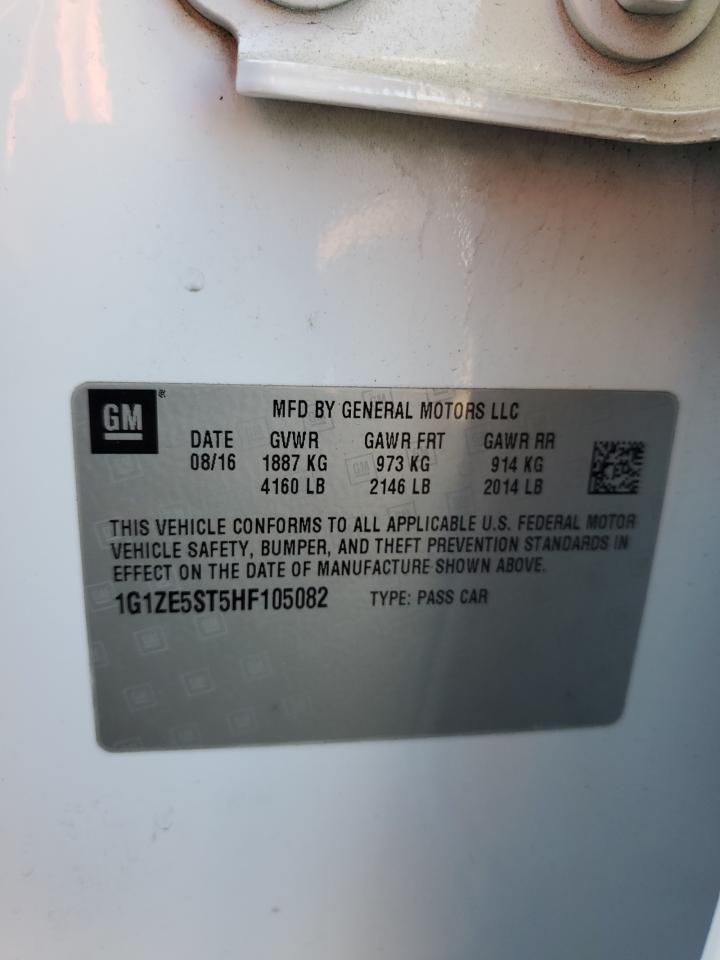 GM
MFD BY GENERAL MOTORS LLC
DATE GVWR GAWR FRT GAWR RR
08/16 1887 KG 973 KG 914 KG
4160 LB 2146 LB 2014 LB
THIS VEHICLE CONFORMS TO ALL APPLICABLE U.S. FEDERAL MOTOR
VEHICLE SAFETY, BUMPER, AND THEFT PREVENTION STANDARDS IN
EFFECT ON THE DATE OF MANUFACTURE SHOWN ABOVE.
1G1ZE5ST5HF105082 TYPE: PASS CAR